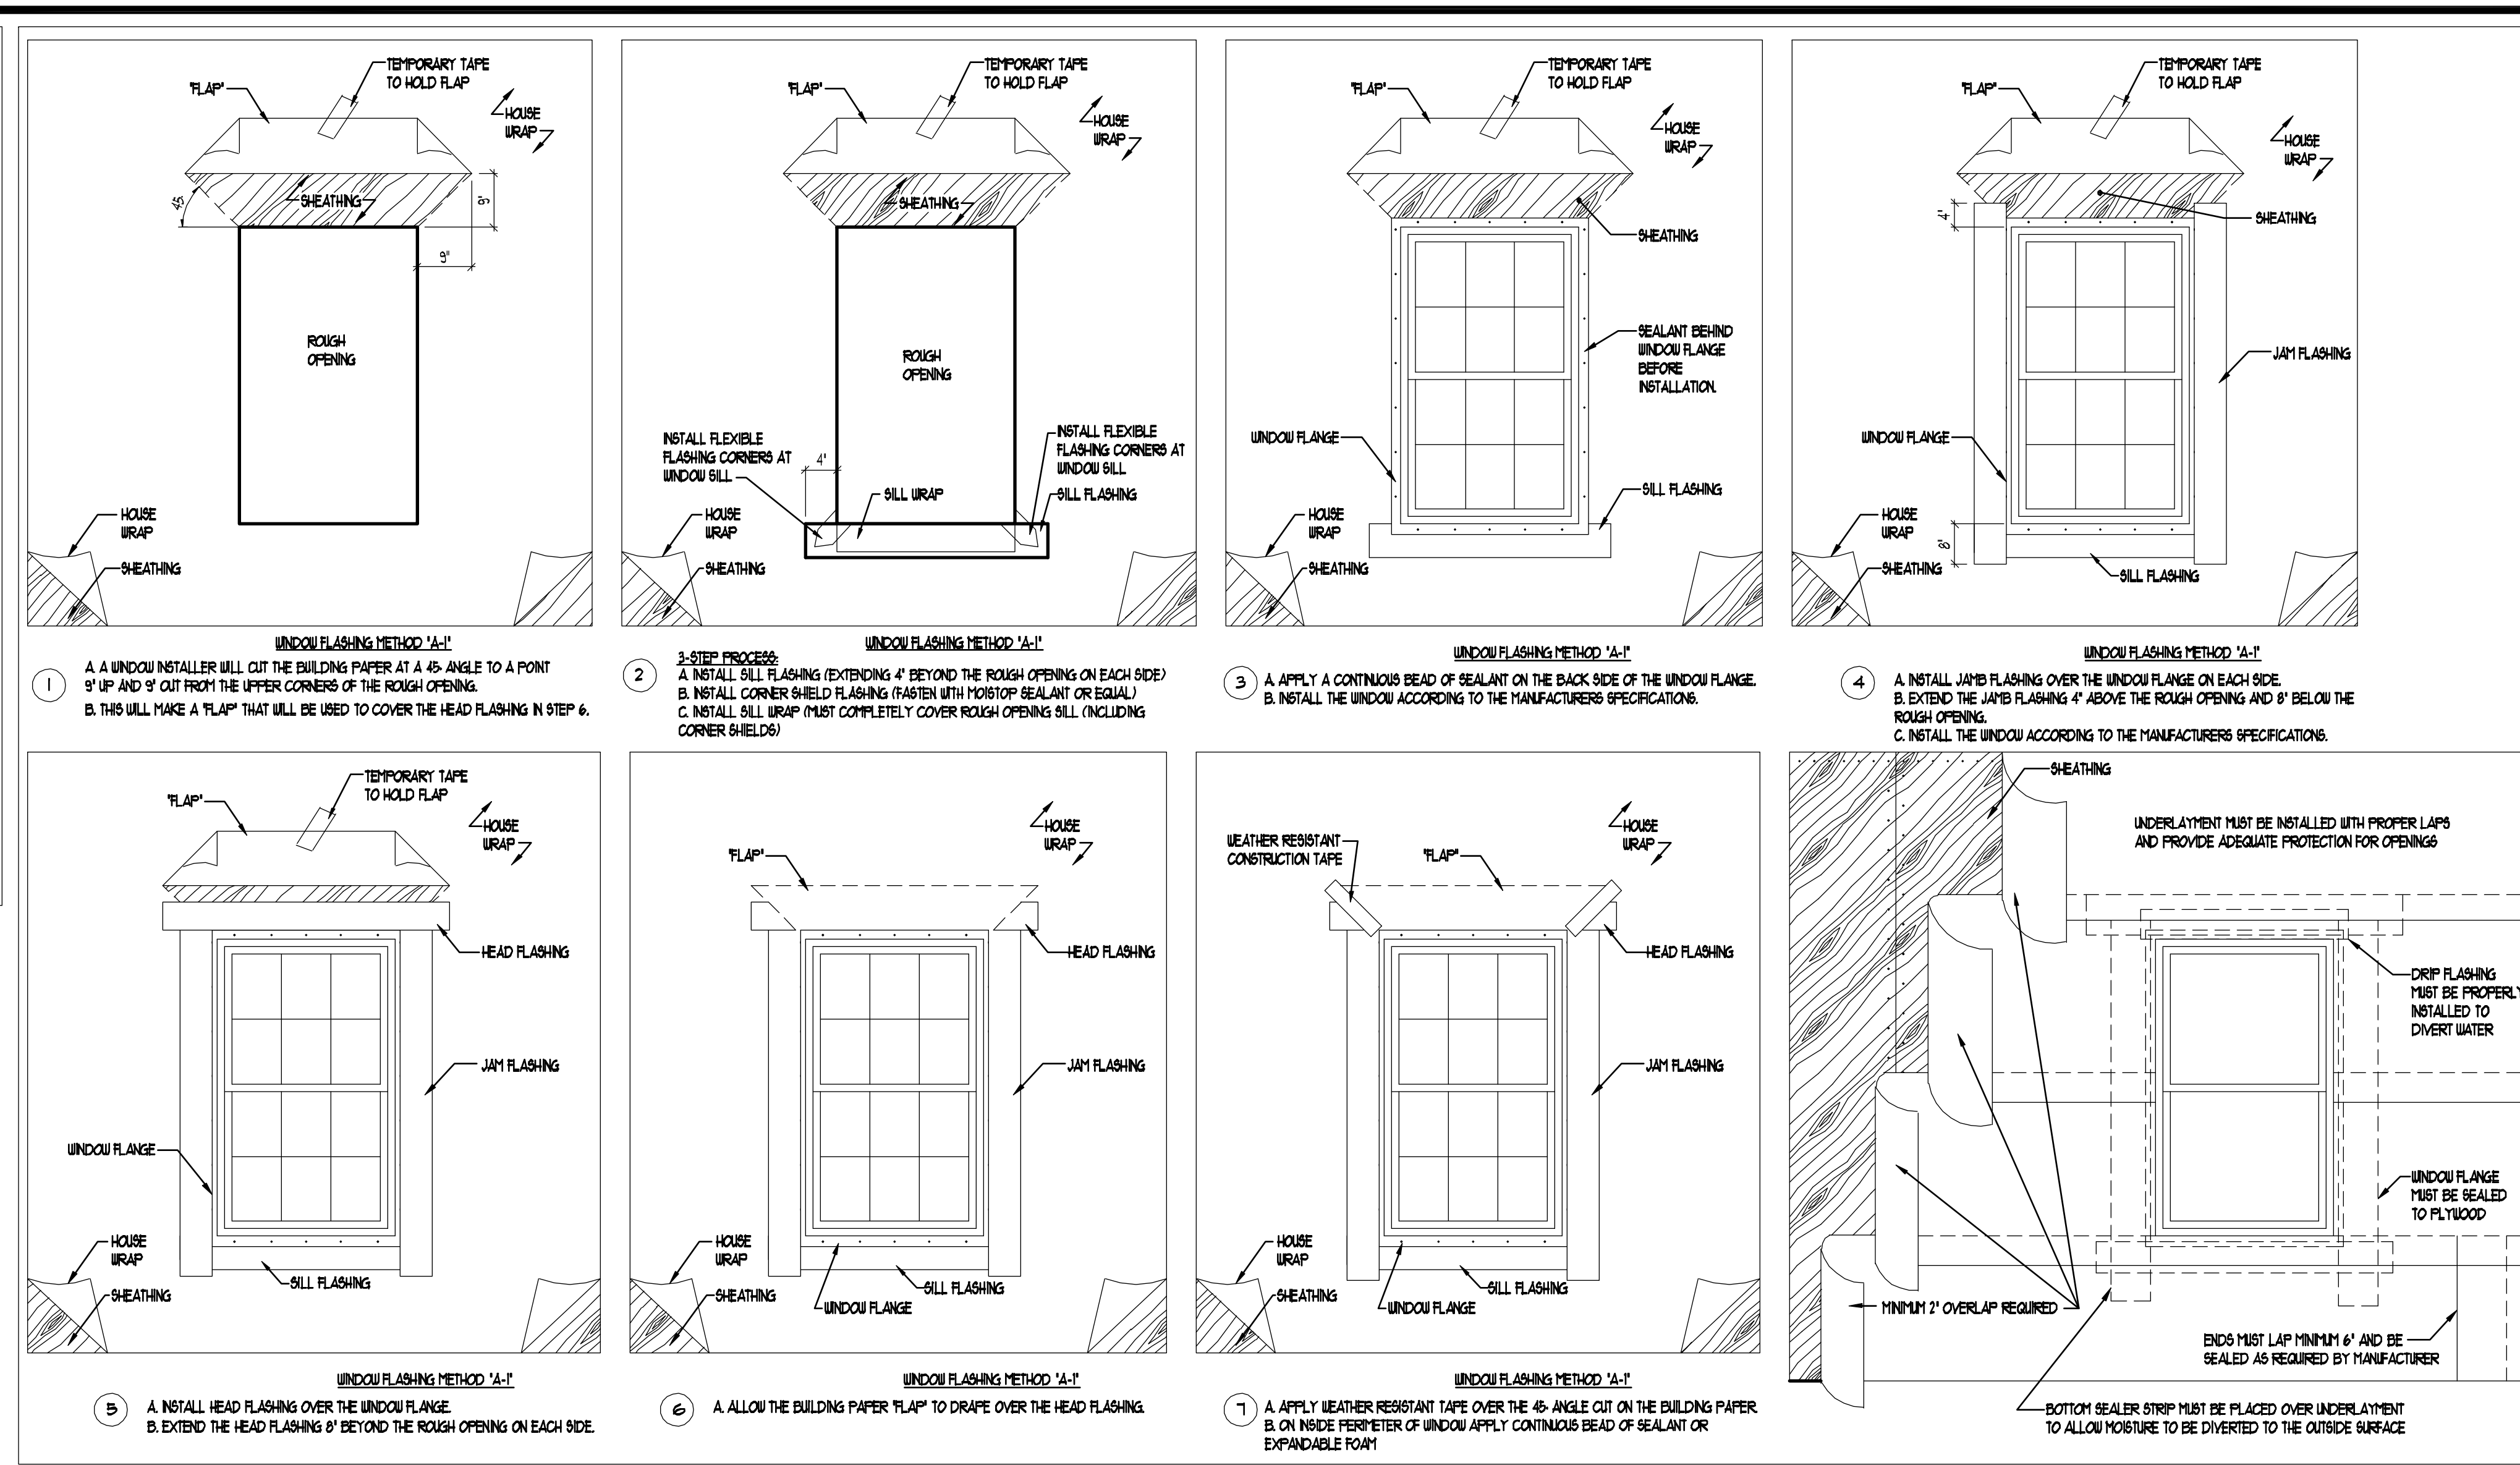 "FLAP"
TEMPORARY TAPE
TO HOLD FLAP
HOUSE
WRAP
SHEATHING
45°
9"
9"
ROUGH
OPENING
HOUSE
WRAP
SHEATHING
WINDOW FLASHING METHOD "A-1"
1
A. A WINDOW INSTALLER WILL CUT THE BUILDING PAPER AT A 45° ANGLE TO A POINT
9" UP AND 9" OUT FROM THE UPPER CORNERS OF THE ROUGH OPENING.
B. THIS WILL MAKE A "FLAP" THAT WILL BE USED TO COVER THE HEAD FLASHING IN STEP 6.
"FLAP"
TEMPORARY TAPE
TO HOLD FLAP
HOUSE
WRAP
SHEATHING
ROUGH
OPENING
INSTALL FLEXIBLE
FLASHING CORNERS AT
WINDOW SILL
4"
SILL WRAP
INSTALL FLEXIBLE
FLASHING CORNERS AT
WINDOW SILL
SILL FLASHING
HOUSE
WRAP
SHEATHING
WINDOW FLASHING METHOD "A-1"
2
3-STEP PROCESS:
A. INSTALL SILL FLASHING (EXTENDING 4" BEYOND THE ROUGH OPENING ON EACH SIDE)
B. INSTALL CORNER SHIELD FLASHING (FASTEN WITH MOISTOP SEALANT OR EQUAL)
C. INSTALL SILL WRAP (MUST COMPLETELY COVER ROUGH OPENING SILL (INCLUDING
CORNER SHIELDS)
"FLAP"
TEMPORARY TAPE
TO HOLD FLAP
HOUSE
WRAP
SHEATHING
SEALANT BEHIND
WINDOW FLANGE
BEFORE
INSTALLATION.
WINDOW FLANGE
SILL FLASHING
HOUSE
WRAP
SHEATHING
WINDOW FLASHING METHOD "A-1"
3
A. APPLY A CONTINUOUS BEAD OF SEALANT ON THE BACK SIDE OF THE WINDOW FLANGE.
B. INSTALL THE WINDOW ACCORDING TO THE MANUFACTURERS SPECIFICATIONS.
"FLAP"
TEMPORARY TAPE
TO HOLD FLAP
HOUSE
WRAP
4"
SHEATHING
JAM FLASHING
WINDOW FLANGE
HOUSE
WRAP
8"
SHEATHING
SILL FLASHING
WINDOW FLASHING METHOD "A-1"
4
A. INSTALL JAMB FLASHING OVER THE WINDOW FLANGE ON EACH SIDE.
B. EXTEND THE JAMB FLASHING 4" ABOVE THE ROUGH OPENING AND 8" BELOW THE
ROUGH OPENING.
C. INSTALL THE WINDOW ACCORDING TO THE MANUFACTURERS SPECIFICATIONS.
"FLAP"
TEMPORARY TAPE
TO HOLD FLAP
HOUSE
WRAP
HEAD FLASHING
JAM FLASHING
WINDOW FLANGE
HOUSE
WRAP
SHEATHING
SILL FLASHING
WINDOW FLASHING METHOD "A-1"
5
A. INSTALL HEAD FLASHING OVER THE WINDOW FLANGE.
B. EXTEND THE HEAD FLASHING 8" BEYOND THE ROUGH OPENING ON EACH SIDE.
"FLAP"
HOUSE
WRAP
HEAD FLASHING
JAM FLASHING
HOUSE
WRAP
SHEATHING
SILL FLASHING
WINDOW FLANGE
WINDOW FLASHING METHOD "A-1"
6
A. ALLOW THE BUILDING PAPER "FLAP" TO DRAPE OVER THE HEAD FLASHING.
WEATHER RESISTANT
CONSTRUCTION TAPE
"FLAP"
HOUSE
WRAP
HEAD FLASHING
JAM FLASHING
HOUSE
WRAP
SHEATHING
SILL FLASHING
WINDOW FLANGE
WINDOW FLASHING METHOD "A-1"
7
A. APPLY WEATHER RESISTANT TAPE OVER THE 45° ANGLE CUT ON THE BUILDING PAPER.
B. ON INSIDE PERIMETER OF WINDOW APPLY CONTINUOUS BEAD OF SEALANT OR
EXPANDABLE FOAM
SHEATHING
UNDERLAYMENT MUST BE INSTALLED WITH PROPER LAPS
AND PROVIDE ADEQUATE PROTECTION FOR OPENINGS
DRIP FLASHING
MUST BE PROPERLY
INSTALLED TO
DIVERT WATER
WINDOW FLANGE
MUST BE SEALED
TO PLYWOOD
MINIMUM 2" OVERLAP REQUIRED
ENDS MUST LAP MINIMUM 6" AND BE
SEALED AS REQUIRED BY MANUFACTURER
BOTTOM SEALER STRIP MUST BE PLACED OVER UNDERLAYMENT
TO ALLOW MOISTURE TO BE DIVERTED TO THE OUTSIDE SURFACE